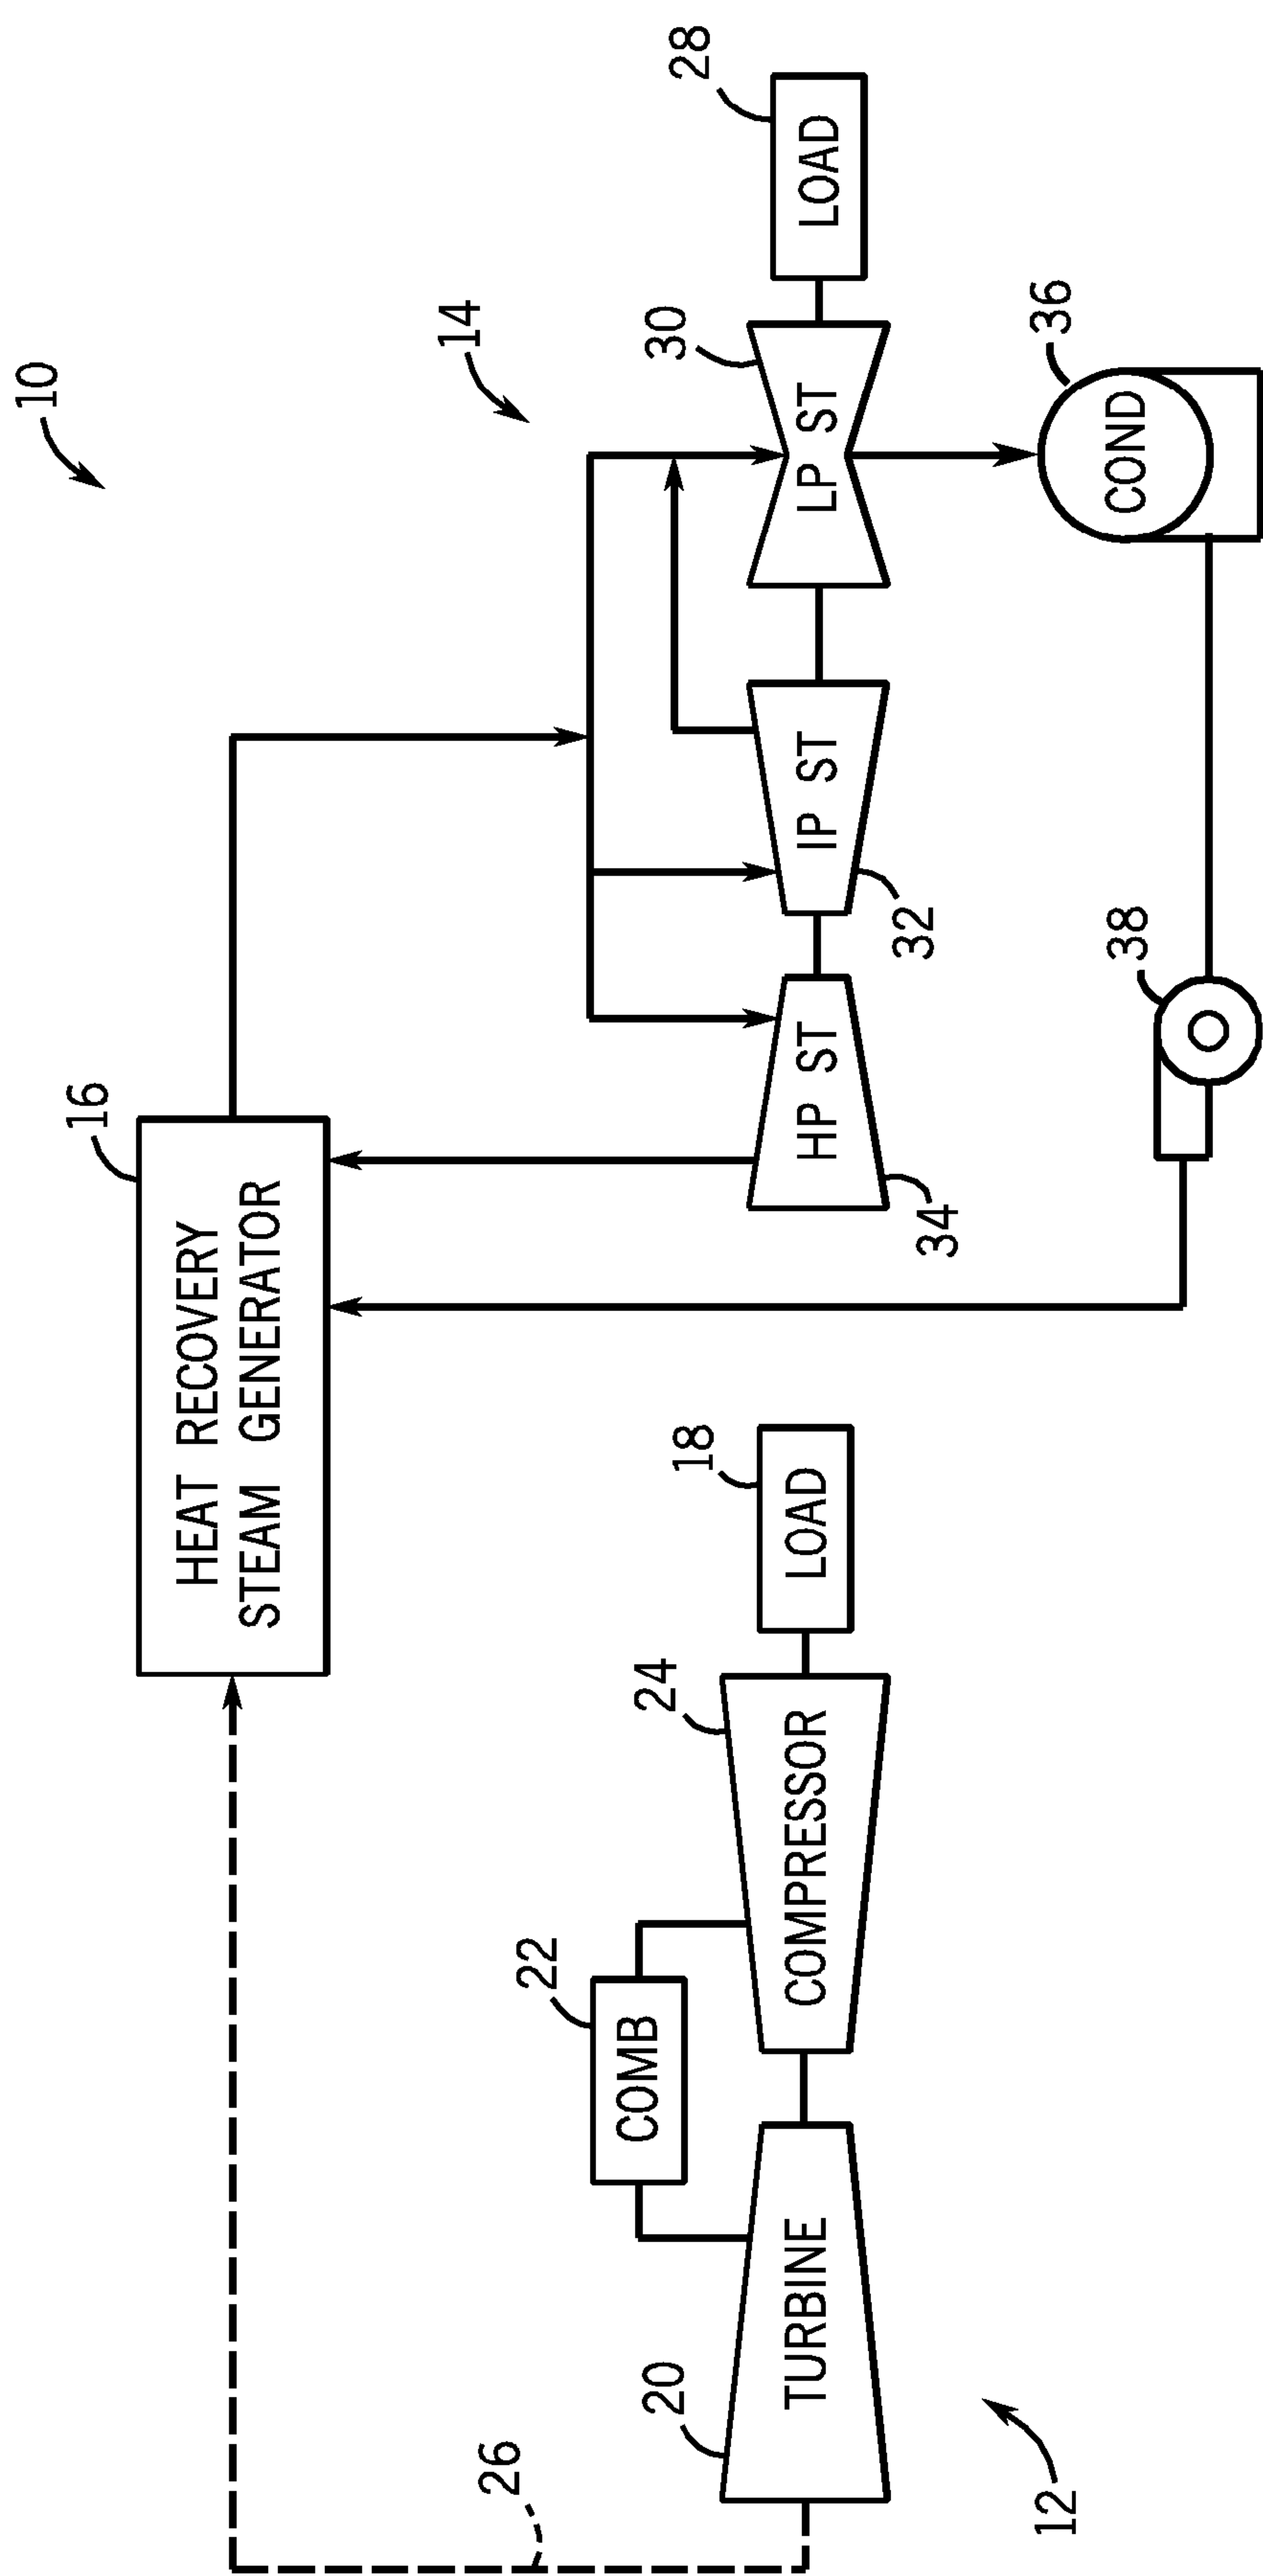 10
14
16
HEAT RECOVERY
STEAM GENERATOR
26
22
COMB
20
TURBINE
24
COMPRESSOR
18
LOAD
12
34
HP ST
32
IP ST
30
LP ST
28
LOAD
38
36
COND